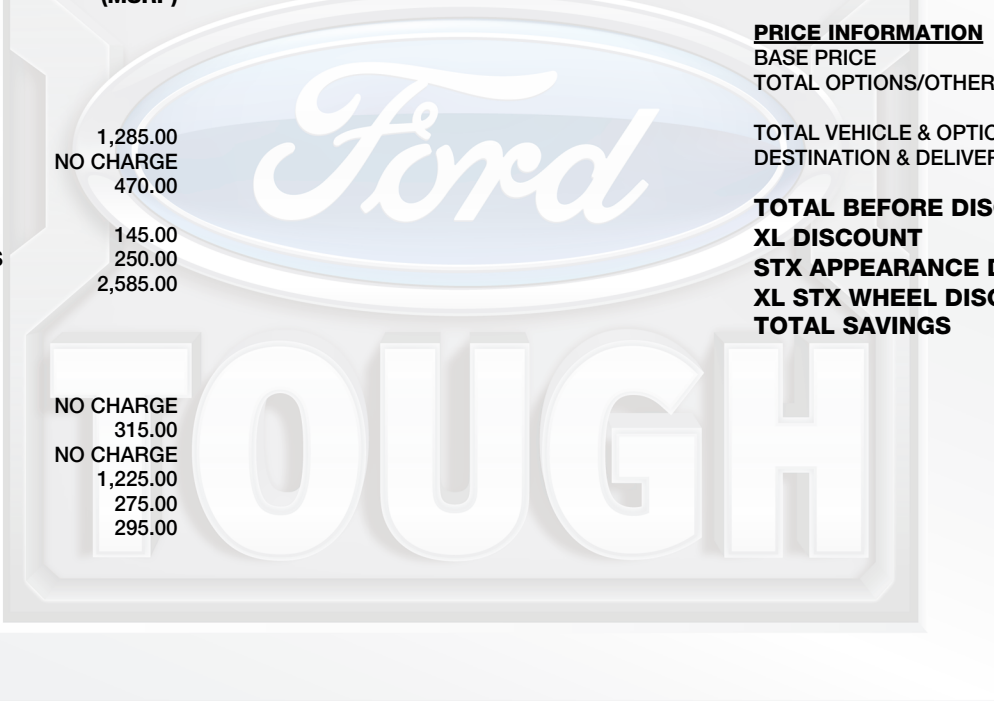 (MSRP)
1,285.00
NO CHARGE
470.00
145.00
S 250.00
2,585.00
NO CHARGE
315.00
NO CHARGE
1,225.00
275.00
295.00
Ford
TOUGH
PRICE INFORMATION
BASE PRICE
TOTAL OPTIONS/OTHER
TOTAL VEHICLE & OPTIO
DESTINATION & DELIVER
TOTAL BEFORE DISC
XL DISCOUNT
STX APPEARANCE D
XL STX WHEEL DISC
TOTAL SAVINGS